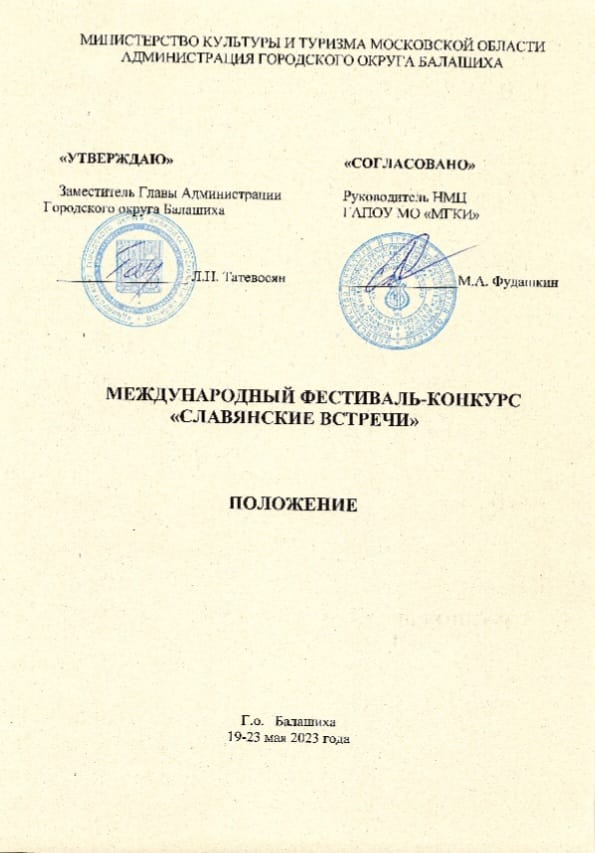 МИНИСТЕРСТВО КУЛЬТУРЫ И ТУРИЗМА МОСКОВСКОЙ ОБЛАСТИ
АДМИНИСТРАЦИЯ ГОРОДСКОГО ОКРУГА БАЛАШИХА
«УТВЕРЖДАЮ»
Заместитель Главы Администрации
Городского округа Балашиха
Л.П. Татевосян
«СОГЛАСОВАНО»
Руководитель НМЦ
ГАПОУ МО «МГКИ»
М.А. Фудашкин
МЕЖДУНАРОДНЫЙ ФЕСТИВАЛЬ-КОНКУРС
«СЛАВЯНСКИЕ ВСТРЕЧИ»
ПОЛОЖЕНИЕ
Г.о. Балашиха
19-23 мая 2023 года